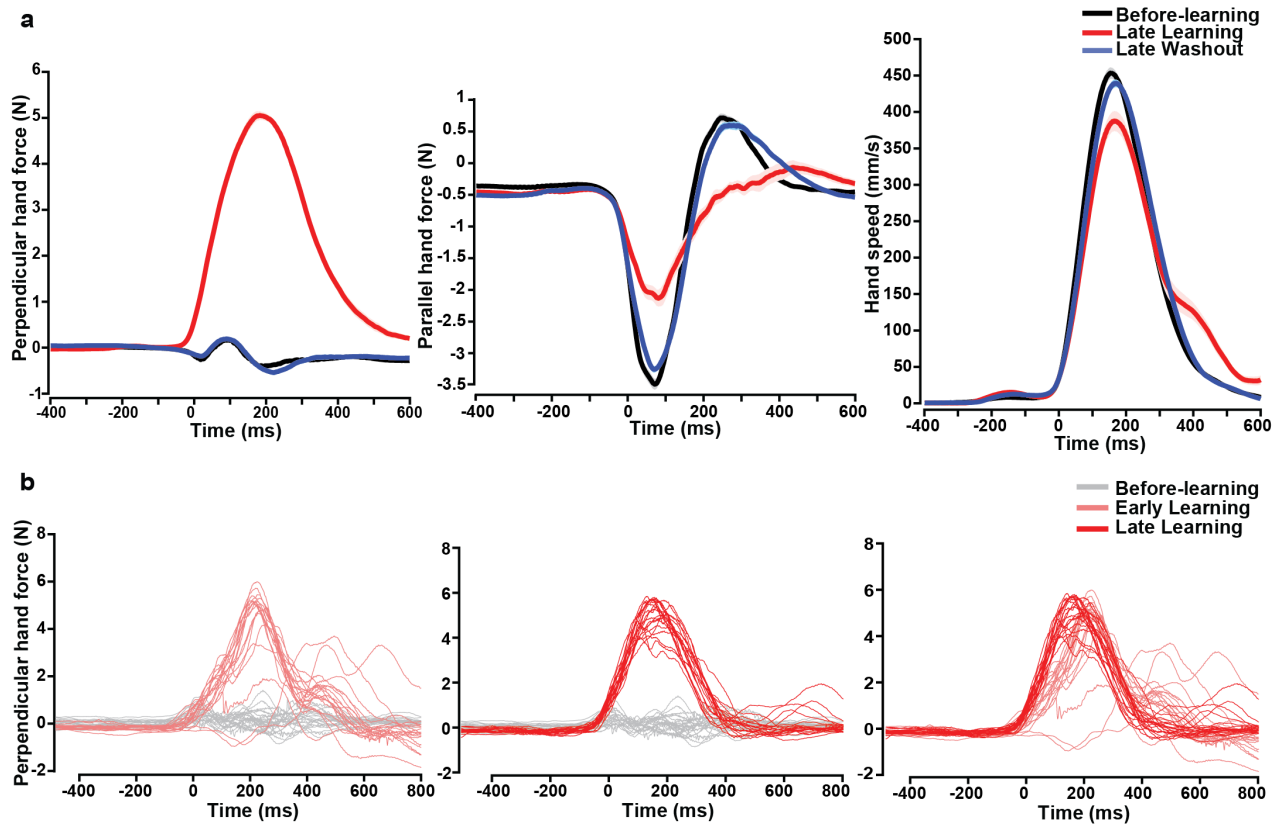 a
Before-learning
Late Learning
Late Washout
Perpendicular hand force (N)
6
5
4
3
2
1
0
-1
-400 -200 0 200 400 600
Time (ms)
Parallel hand force (N)
1
0.5
0
-0.5
-1
-1.5
-2
-2.5
-3
-3.5
-400 -200 0 200 400 600
Time (ms)
Hand speed (mm/s)
500
450
400
350
300
250
200
150
100
50
0
-400 -200 0 200 400 600
Time (ms)
b
Before-learning
Early Learning
Late Learning
Perpendicular hand force (N)
8
6
4
2
0
-2
-400 -200 0 200 400 600 800
Time (ms)
8
6
4
2
0
-2
-400 -200 0 200 400 600 800
Time (ms)
8
6
4
2
0
-2
-400 -200 0 200 400 600 800
Time (ms)